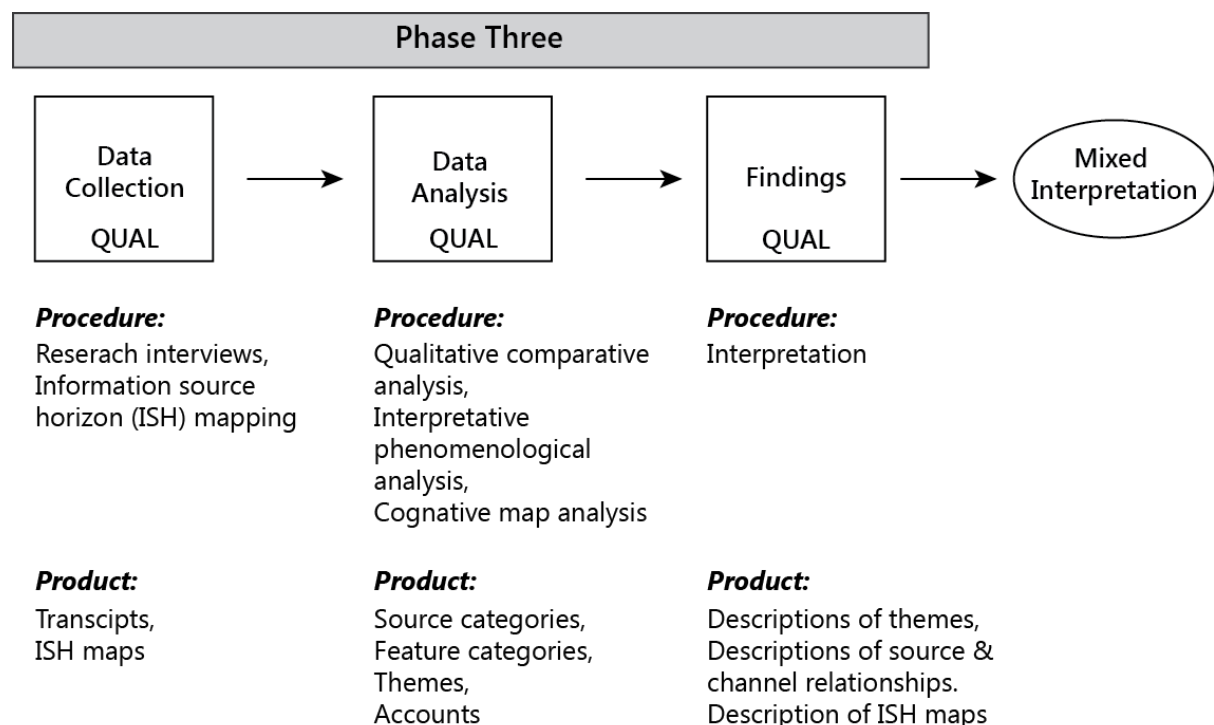 Phase Three
Data
Collection
QUAL
Data
Analysis
QUAL
Findings
QUAL
Mixed
Interpretation
Procedure:
Reserach interviews,
Information source
horizon (ISH) mapping
Procedure:
Qualitative comparative
analysis,
Interpretative
phenomenological
analysis,
Cognative map analysis
Procedure:
Interpretation
Product:
Transcipts,
ISH maps
Product:
Source categories,
Feature categories,
Themes,
Accounts
Product:
Descriptions of themes,
Descriptions of source &
channel relationships.
Description of ISH maps